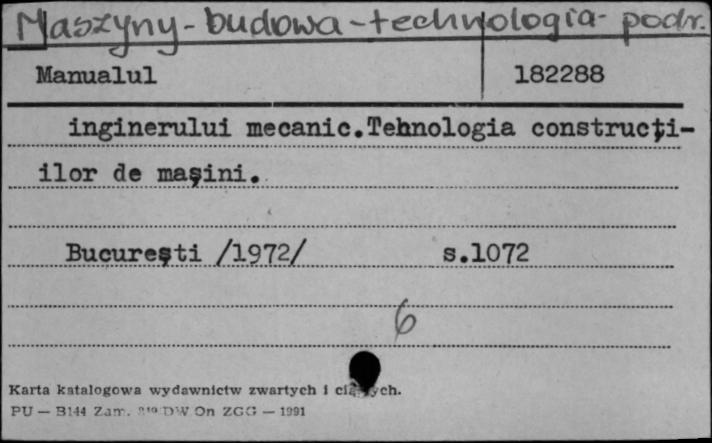 Maszyny-budowa-technologia-podr.
Manualul 182288
inginerului mecanic.Tehnologia construcţi-
ilor de maşini.
Bucureşti /1972/ s.1072
6
Karta katalogowa wydawnictw zwartych i
PU — B144 Zam. DW On ZGG — 1991